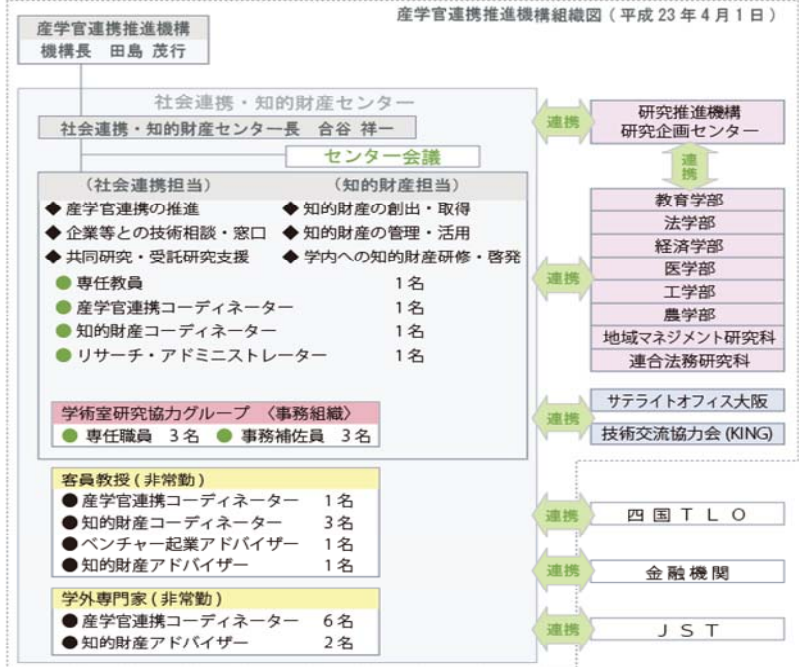 産学官連携推進機構組織図(平成23年4月1日)
産学官連携推進機構
機構長 田島 茂行
社会連携・知的財産センター
社会連携・知的財産センター長 合谷 祥一
センター会議
(社会連携担当)
◆産学官連携の推進
◆企業等との技術相談・窓口
◆共同研究・受託研究支援
(知的財産担当)
◆知的財産の創出・取得
◆知的財産の管理・活用
◆学内への知的財産研修・啓発
●専任教員 1名
●産学官連携コーディネーター 1名
●知的財産コーディネーター 1名
●リサーチ・アドミニストレーター 1名
学術室研究協力グループ 〈事務組織〉
●専任職員 3名 ●事務補佐員 3名
客員教授(非常勤)
●産学官連携コーディネーター 1名
●知的財産コーディネーター 3名
●ベンチャー起業アドバイザー 1名
●知的財産アドバイザー 1名
学外専門家(非常勤)
●産学官連携コーディネーター 6名
●知的財産アドバイザー 2名
連携
研究推進機構
研究企画センター
連携
連携
教育学部
法学部
経済学部
医学部
工学部
農学部
地域マネジメント研究科
連合法務研究科
連携
サテライトオフィス大阪
技術交流協力会(KING)
連携
四国TLO
連携
金融機関
連携
JST